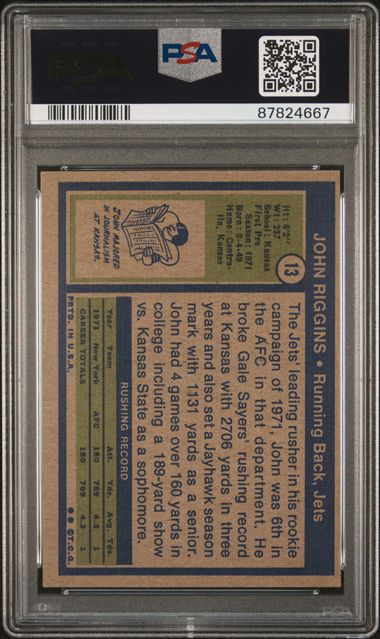 PSA
PSA
87824667
13
JOHN RIGGINS • Running Back, Jets
Ht: 6'2"
Wt: 237
School: Kansas
First Pro
Season: 1971
Born: 8-4-49
Home: Centra-
lia, Kansas
JOHN MAJORED
IN JOURNALISM
AT KANSAS.
The Jets' leading rusher in his rookie
campaign of 1971, John was 6th in
the AFC in that department. He
broke Gale Sayers' rushing record
at Kansas with 2706 yards in three
years and also set a Jayhawk season
mark with 1131 yards as a senior.
John had 4 games over 160 yards in
college including a 189-yard show
vs. Kansas State as a sophomore.
RUSHING RECORD
Year Team Att. Yds. Avg. Tds.
1971 New York AFC 180 769 4.3 1
CAREER TOTALS 180 769 4.3 1
PRTD. IN U.S.A. © T.C.G.